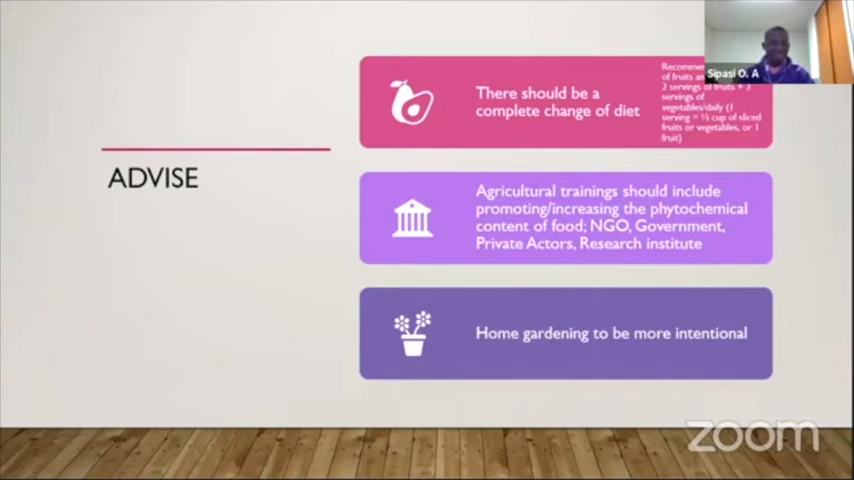 ADVISE
There should be a
complete change of diet
Recomme
of fruits an
2 servings of fruits + 3
servings of
vegetables/daily (1
serving = ½ cup of sliced
fruits or vegetables, or 1
fruit)
Sipasi O. A
Agricultural trainings should include
promoting/increasing the phytochemical
content of food; NGO, Government,
Private Actors, Research institute
Home gardening to be more intentional
zoom